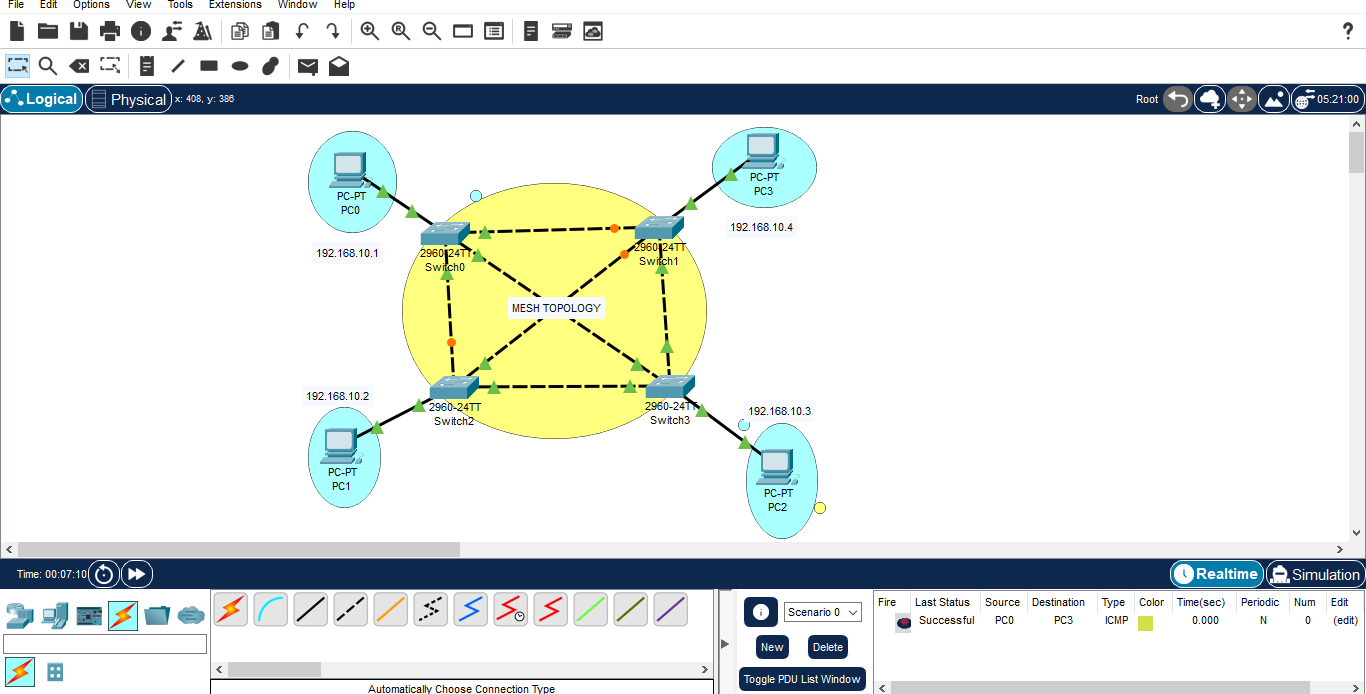 File Edit Options View Tools Extensions Window Help
Logical Physical x: 408, y: 386 Root 05:21:00
PC-PT
PC0
192.168.10.1
PC-PT
PC3
192.168.10.4
2960-24TT
Switch0
2960-24TT
Switch1
MESH TOPOLOGY
192.168.10.2
2960-24TT
Switch2
2960-24TT
Switch3
192.168.10.3
PC-PT
PC1
PC-PT
PC2
Time: 00:07:10 Realtime Simulation
Automatically Choose Connection Type
Scenario 0
New Delete
Toggle PDU List Window
Fire Last Status Source Destination Type Color Time(sec) Periodic Num Edit
Successful PC0 PC3 ICMP 0.000 N 0 (edit)